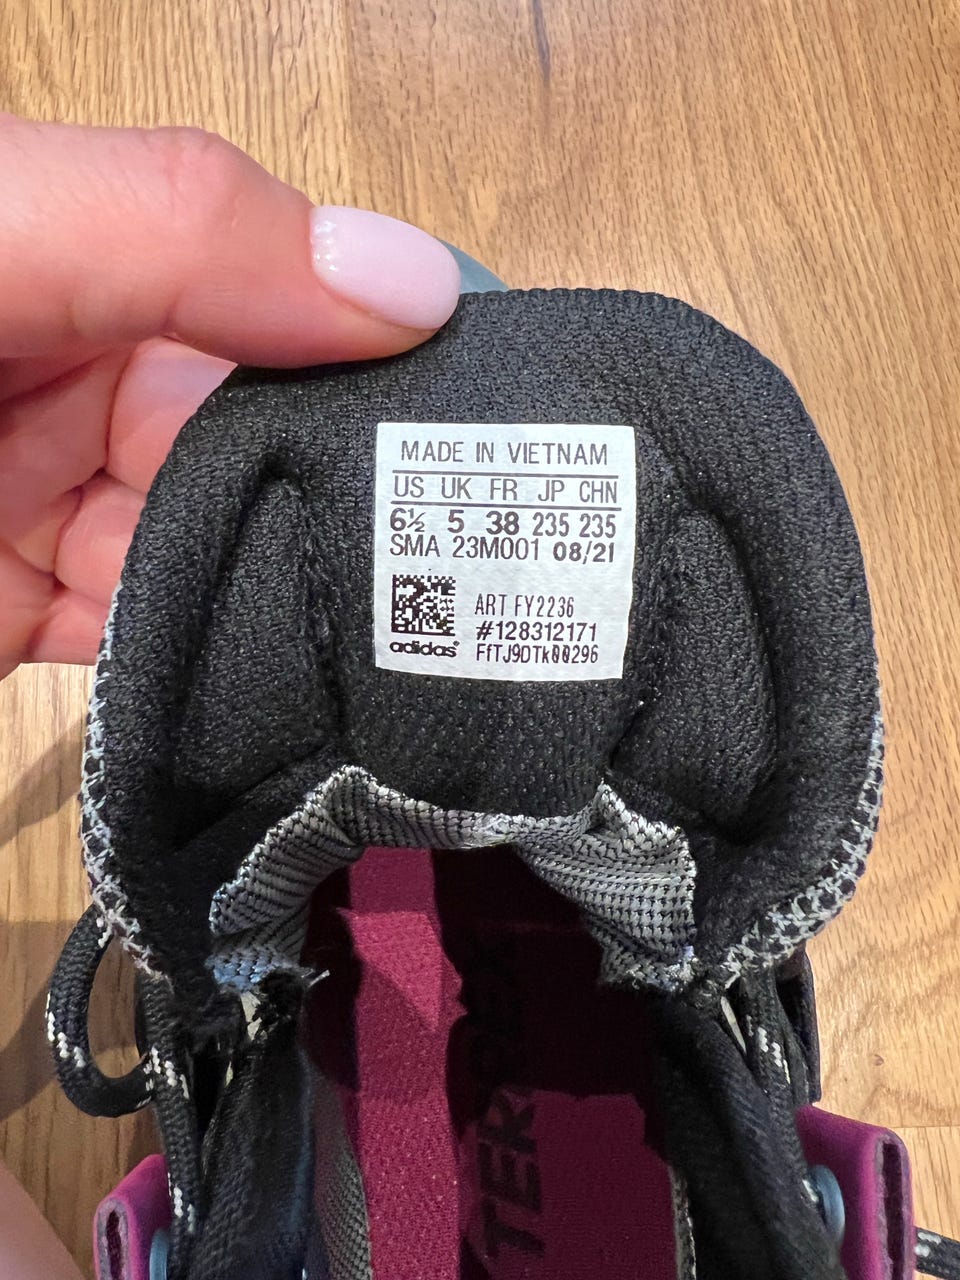 MADE IN VIETNAM
US UK FR JP CHN
6½ 5 38 235 235
SMA 23M001 08/21
ART FY2236
#128312171
adidas® FfTJ9DTk00296